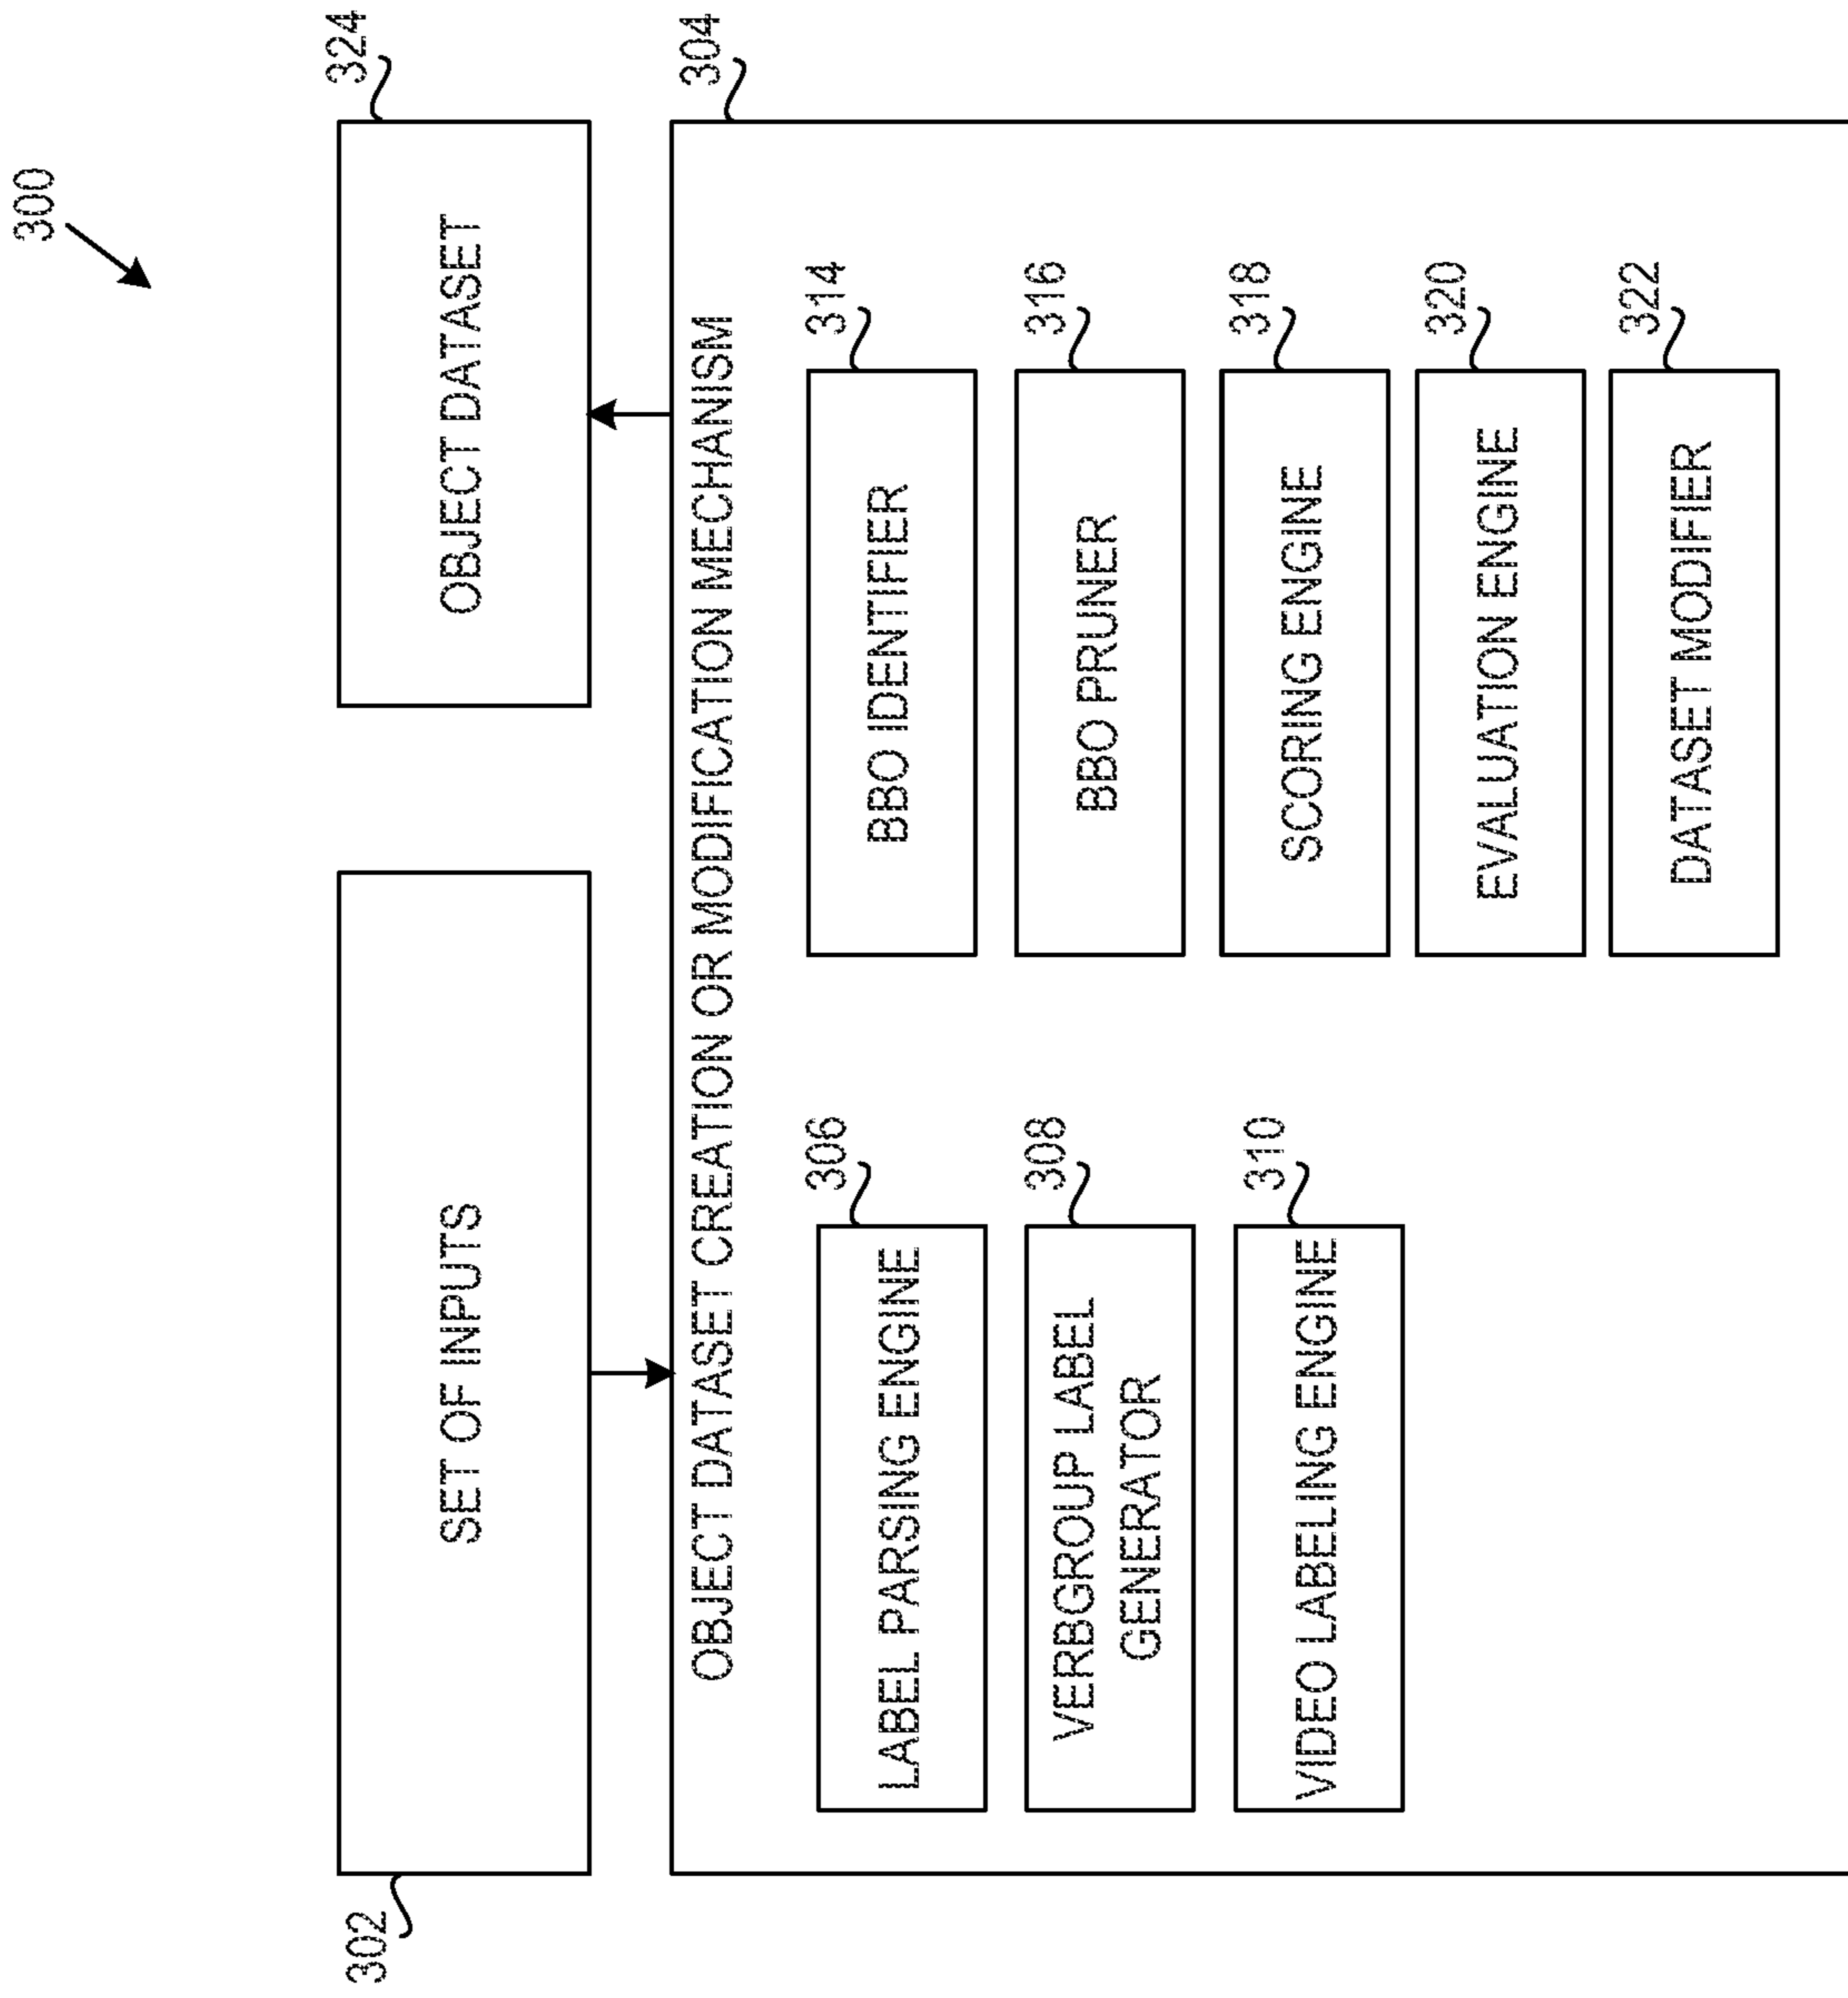 300
302
SET OF INPUTS
324
OBJECT DATASET
304
OBJECT DATASET CREATION OR MODIFICATION MECHANISM
306
LABEL PARSING ENGINE
308
VERBGROUP LABEL
GENERATOR
310
VIDEO LABELING ENGINE
314
BBO IDENTIFIER
316
BBO PRUNER
318
SCORING ENGINE
320
EVALUATION ENGINE
322
DATASET MODIFIER